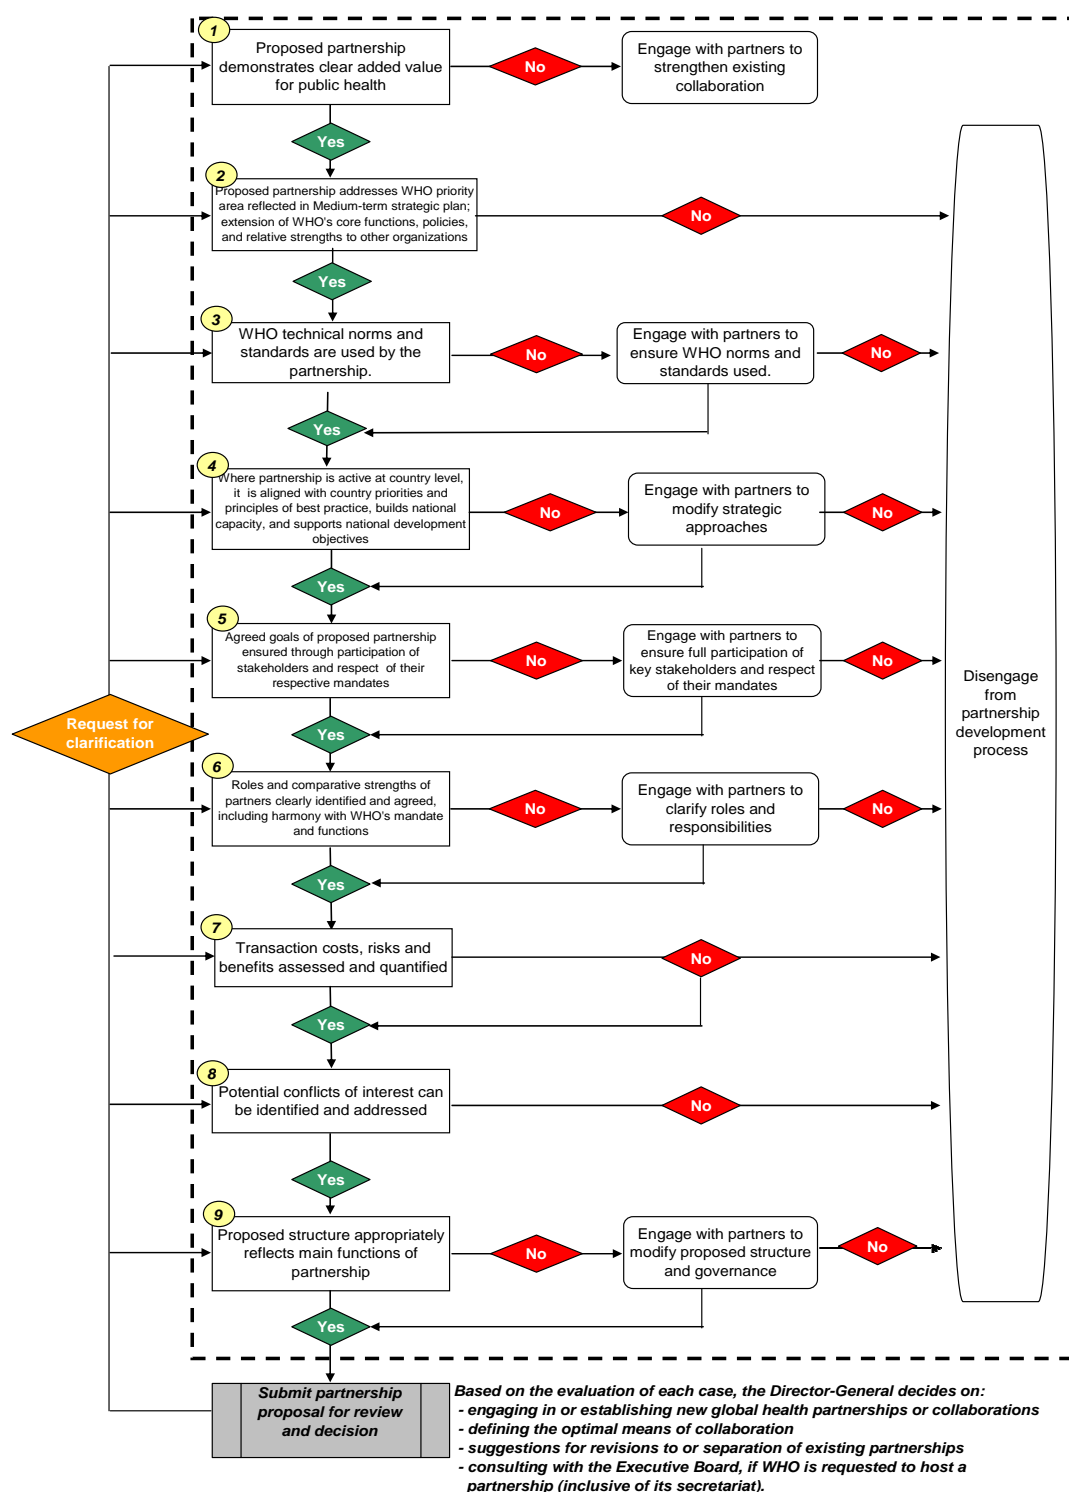 1
Proposed partnership
demonstrates clear added value
for public health
No
Engage with partners to
strengthen existing
collaboration
Yes
2
Proposed partnership addresses WHO priority
area reflected in Medium-term strategic plan;
extension of WHO's core functions, policies,
and relative strengths to other organizations
No
Yes
3
WHO technical norms and
standards are used by the
partnership.
No
Engage with partners to
ensure WHO norms and
standards used.
No
Yes
4
Where partnership is active at country level,
it is aligned with country priorities and
principles of best practice, builds national
capacity, and supports national development
objectives
No
Engage with partners to
modify strategic
approaches
No
Yes
5
Agreed goals of proposed partnership
ensured through participation of
stakeholders and respect of their
respective mandates
No
Engage with partners to
ensure full participation of
key stakeholders and respect
of their mandates
No
Disengage
from
partnership
development
process
Request for
clarification
Yes
6
Roles and comparative strengths of
partners clearly identified and agreed,
including harmony with WHO's mandate
and functions
No
Engage with partners to
clarify roles and
responsibilities
No
Yes
7
Transaction costs, risks and
benefits assessed and quantified
No
Yes
8
Potential conflicts of interest can
be identified and addressed
No
Yes
9
Proposed structure appropriately
reflects main functions of
partnership
No
Engage with partners to
modify proposed structure
and governance
No
Yes
Submit partnership
proposal for review
and decision
Based on the evaluation of each case, the Director-General decides on:
- engaging in or establishing new global health partnerships or collaborations
- defining the optimal means of collaboration
- suggestions for revisions to or separation of existing partnerships
- consulting with the Executive Board, if WHO is requested to host a
partnership (inclusive of its secretariat).